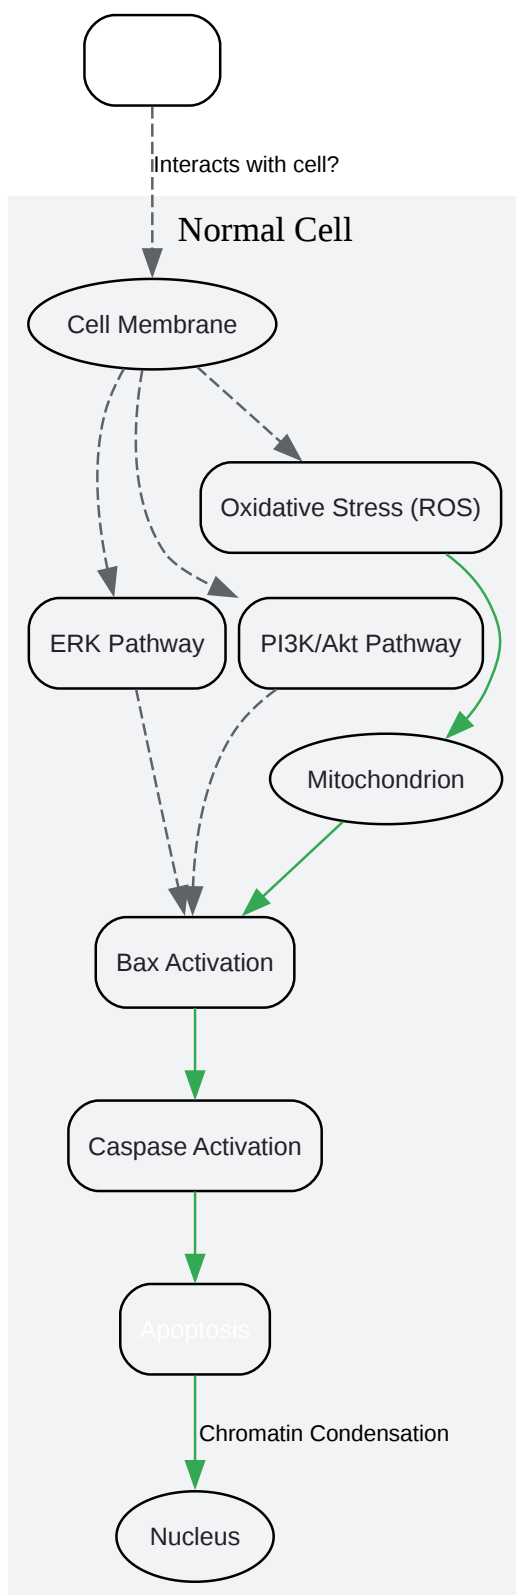 Interacts with cell?
Normal Cell
Cell Membrane
Oxidative Stress (ROS)
ERK Pathway
PI3K/Akt Pathway
Mitochondrion
Bax Activation
Caspase Activation
Apoptosis
Chromatin Condensation
Nucleus